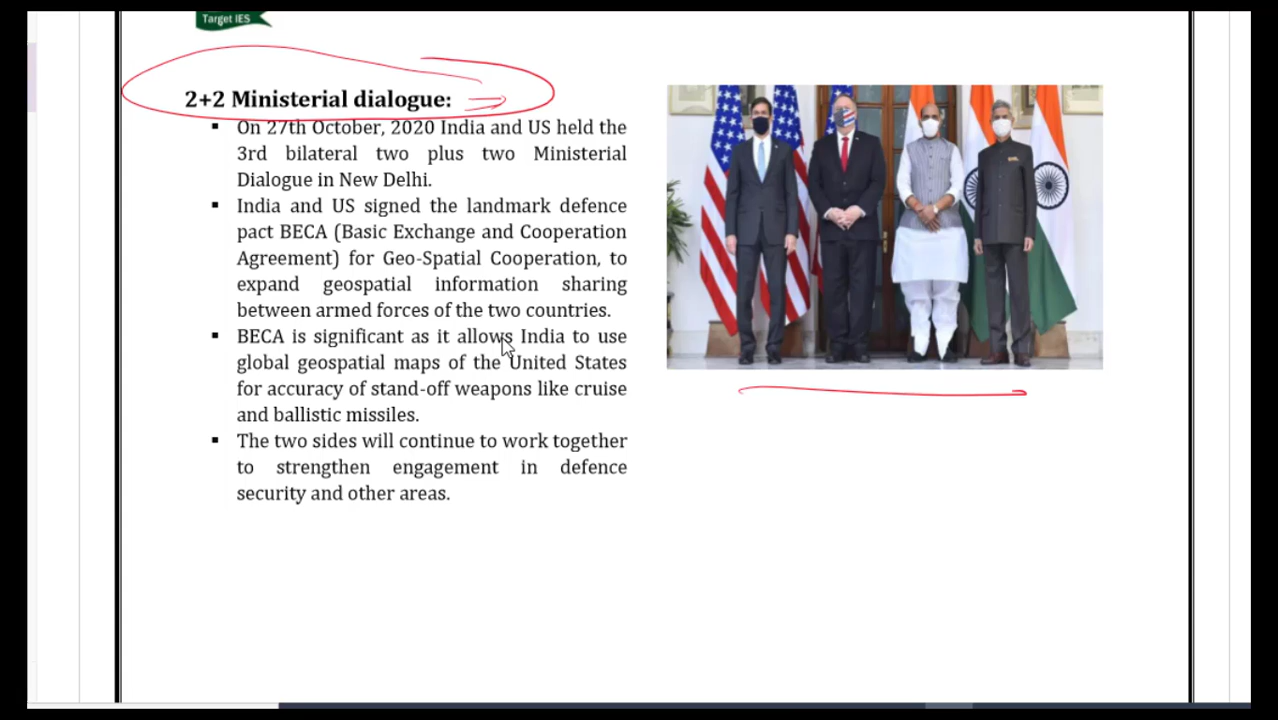 Target IES
2+2 Ministerial dialogue:
▪ On 27th October, 2020 India and US held the
3rd bilateral two plus two Ministerial
Dialogue in New Delhi.
▪ India and US signed the landmark defence
pact BECA (Basic Exchange and Cooperation
Agreement) for Geo-Spatial Cooperation, to
expand geospatial information sharing
between armed forces of the two countries.
▪ BECA is significant as it allows India to use
global geospatial maps of the United States
for accuracy of stand-off weapons like cruise
and ballistic missiles.
▪ The two sides will continue to work together
to strengthen engagement in defence
security and other areas.